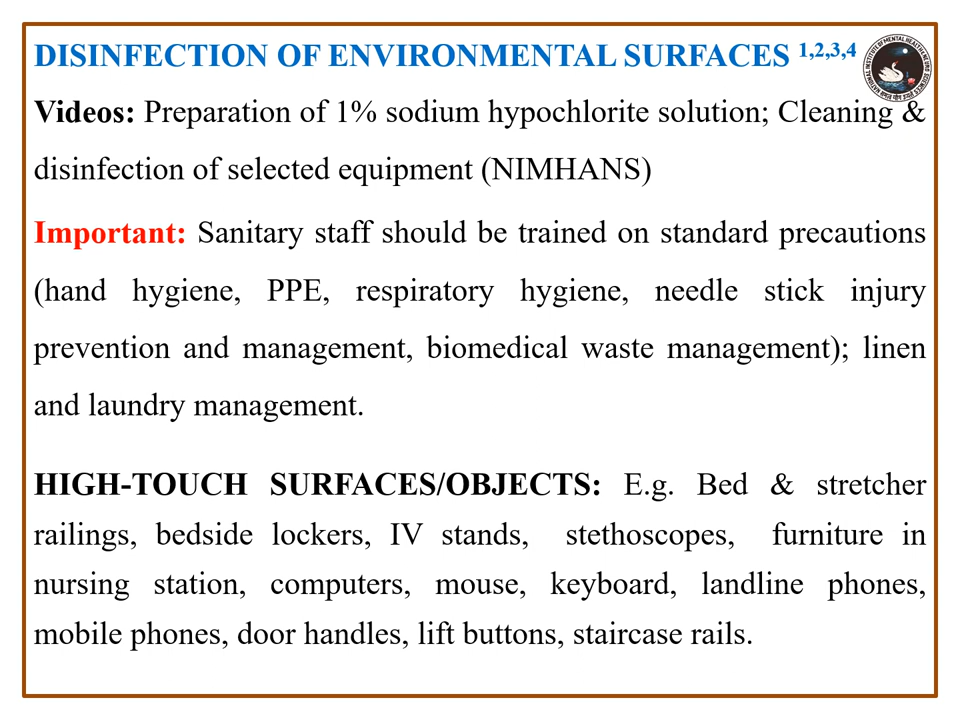 DISINFECTION OF ENVIRONMENTAL SURFACES 1,2,3,4
Videos: Preparation of 1% sodium hypochlorite solution; Cleaning &
disinfection of selected equipment (NIMHANS)
Important: Sanitary staff should be trained on standard precautions
(hand hygiene, PPE, respiratory hygiene, needle stick injury
prevention and management, biomedical waste management); linen
and laundry management.
HIGH-TOUCH SURFACES/OBJECTS: E.g. Bed & stretcher
railings, bedside lockers, IV stands, stethoscopes, furniture in
nursing station, computers, mouse, keyboard, landline phones,
mobile phones, door handles, lift buttons, staircase rails.